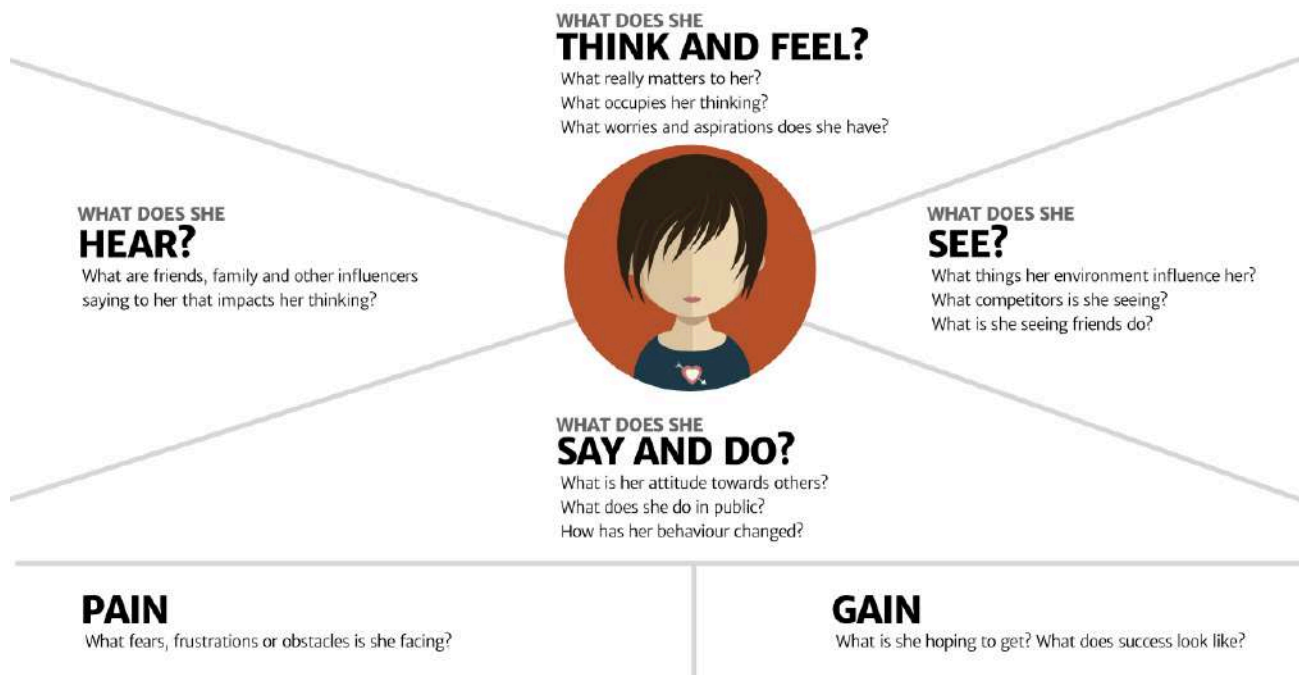 WHAT DOES SHE
THINK AND FEEL?
What really matters to her?
What occupies her thinking?
What worries and aspirations does she have?
WHAT DOES SHE
HEAR?
What are friends, family and other influencers
saying to her that impacts her thinking?
WHAT DOES SHE
SEE?
What things her environment influence her?
What competitors is she seeing?
What is she seeing friends do?
WHAT DOES SHE
SAY AND DO?
What is her attitude towards others?
What does she do in public?
How has her behaviour changed?
PAIN
What fears, frustrations or obstacles is she facing?
GAIN
What is she hoping to get? What does success look like?